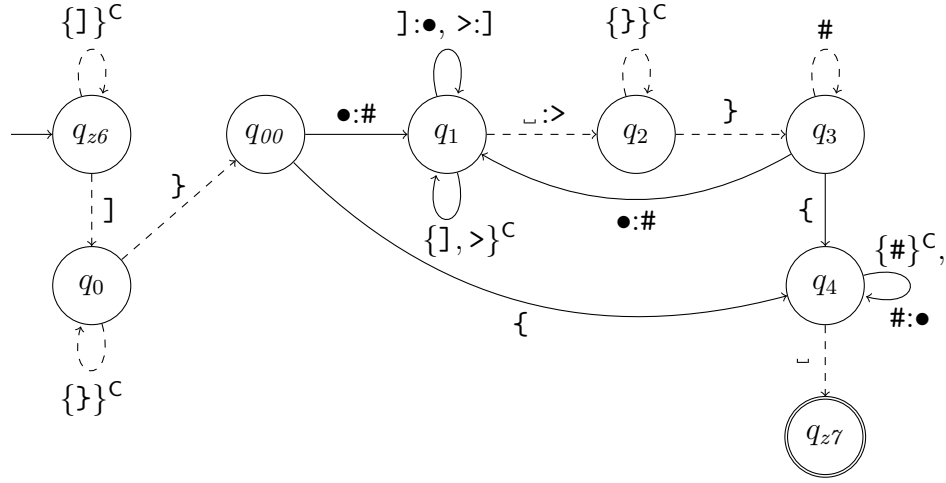 {]}ᶜ
]:●, >:]
{}}ᶜ
#
q_z6
q_00
●:#
q_1
␣:>
q_2
}
q_3
]
}
{], >}ᶜ
●:#
{
q_0
{}}ᶜ
{
q_4
{#}ᶜ,
#:●
␣
q_z7